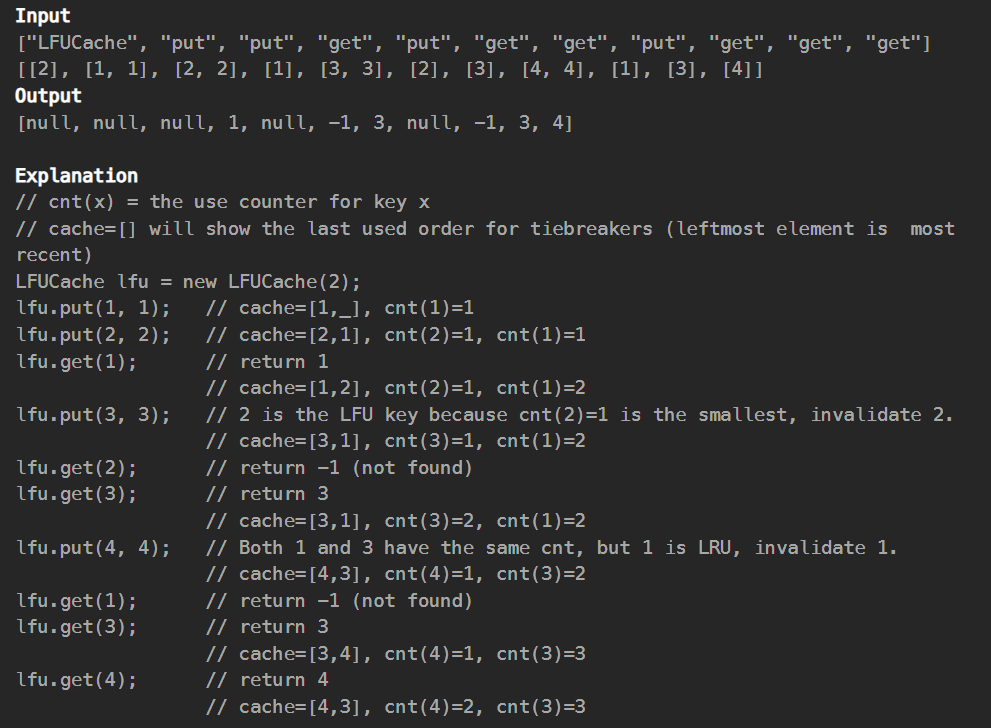 Input
["LFUCache", "put", "put", "get", "put", "get", "get", "put", "get", "get", "get"]
[[2], [1, 1], [2, 2], [1], [3, 3], [2], [3], [4, 4], [1], [3], [4]]
Output
[null, null, null, 1, null, -1, 3, null, -1, 3, 4]
Explanation
// cnt(x) = the use counter for key x
// cache=[] will show the last used order for tiebreakers (leftmost element is  most
recent)
LFUCache lfu = new LFUCache(2);
lfu.put(1, 1);   // cache=[1,_], cnt(1)=1
lfu.put(2, 2);   // cache=[2,1], cnt(2)=1, cnt(1)=1
lfu.get(1);      // return 1
                 // cache=[1,2], cnt(2)=1, cnt(1)=2
lfu.put(3, 3);   // 2 is the LFU key because cnt(2)=1 is the smallest, invalidate 2.
                 // cache=[3,1], cnt(3)=1, cnt(1)=2
lfu.get(2);      // return -1 (not found)
lfu.get(3);      // return 3
                 // cache=[3,1], cnt(3)=2, cnt(1)=2
lfu.put(4, 4);   // Both 1 and 3 have the same cnt, but 1 is LRU, invalidate 1.
                 // cache=[4,3], cnt(4)=1, cnt(3)=2
lfu.get(1);      // return -1 (not found)
lfu.get(3);      // return 3
                 // cache=[3,4], cnt(4)=1, cnt(3)=3
lfu.get(4);      // return 4
                 // cache=[4,3], cnt(4)=2, cnt(3)=3